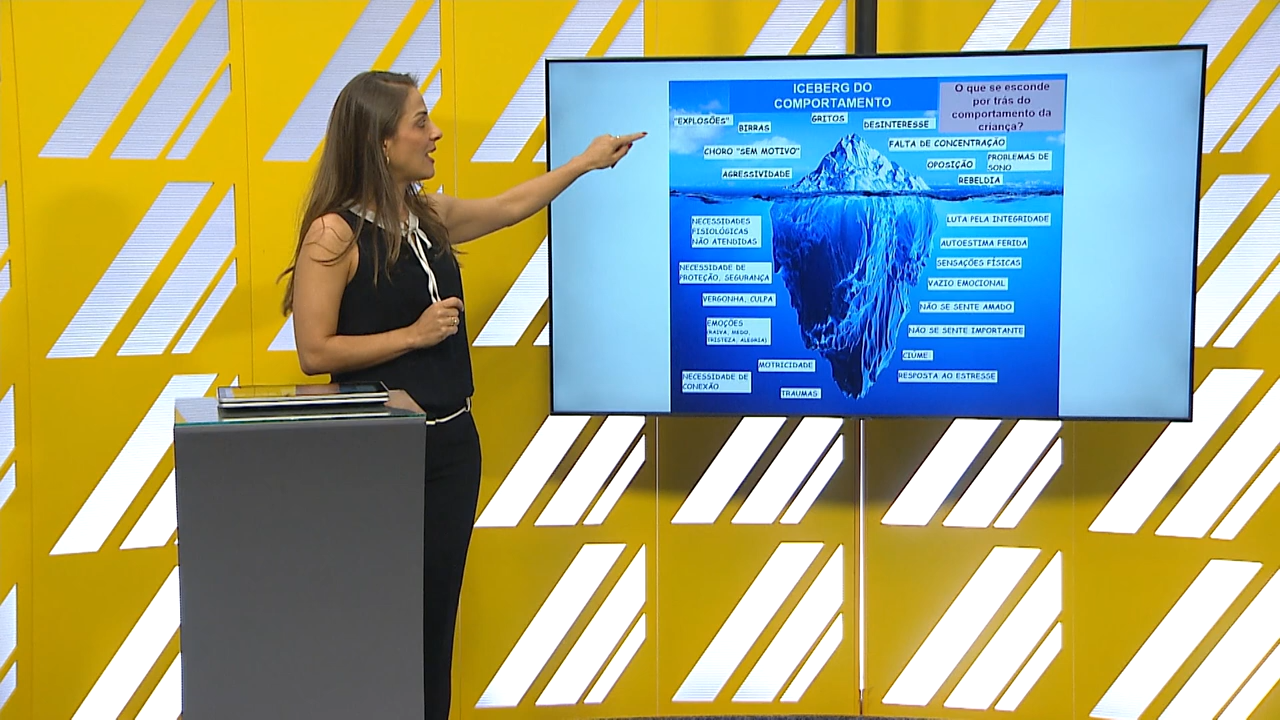 ICEBERG DO
COMPORTAMENTO
O que se esconde
por trás do
comportamento da
criança?
"EXPLOSÕES"
BIRRAS
GRITOS
DESINTERESSE
CHORO "SEM MOTIVO"
FALTA DE CONCENTRAÇÃO
AGRESSIVIDADE
OPOSIÇÃO
PROBLEMAS DE
SONO
REBELDIA
NECESSIDADES
FISIOLÓGICAS
NÃO ATENDIDAS
LUTA PELA INTEGRIDADE
AUTOESTIMA FERIDA
NECESSIDADE DE
PROTEÇÃO, SEGURANÇA
SENSAÇÕES FÍSICAS
VAZIO EMOCIONAL
VERGONHA, CULPA
NÃO SE SENTE AMADO
EMOÇÕES
(RAIVA, MEDO,
TRISTEZA, ALEGRIA)
NÃO SE SENTE IMPORTANTE
CIÚME
MOTRICIDADE
RESPOSTA AO ESTRESSE
NECESSIDADE DE
CONEXÃO
TRAUMAS